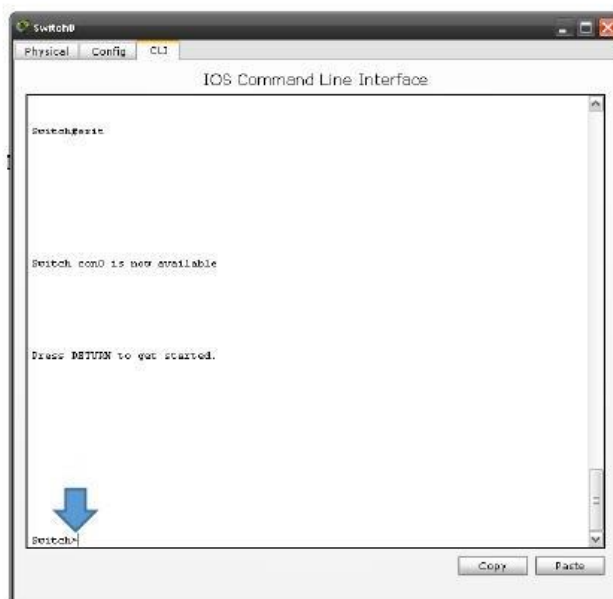 Switch0
Physical Config CLI
IOS Command Line Interface
Switch#exit
Switch con0 is now available
Press RETURN to get started.
Switch>
Copy Paste